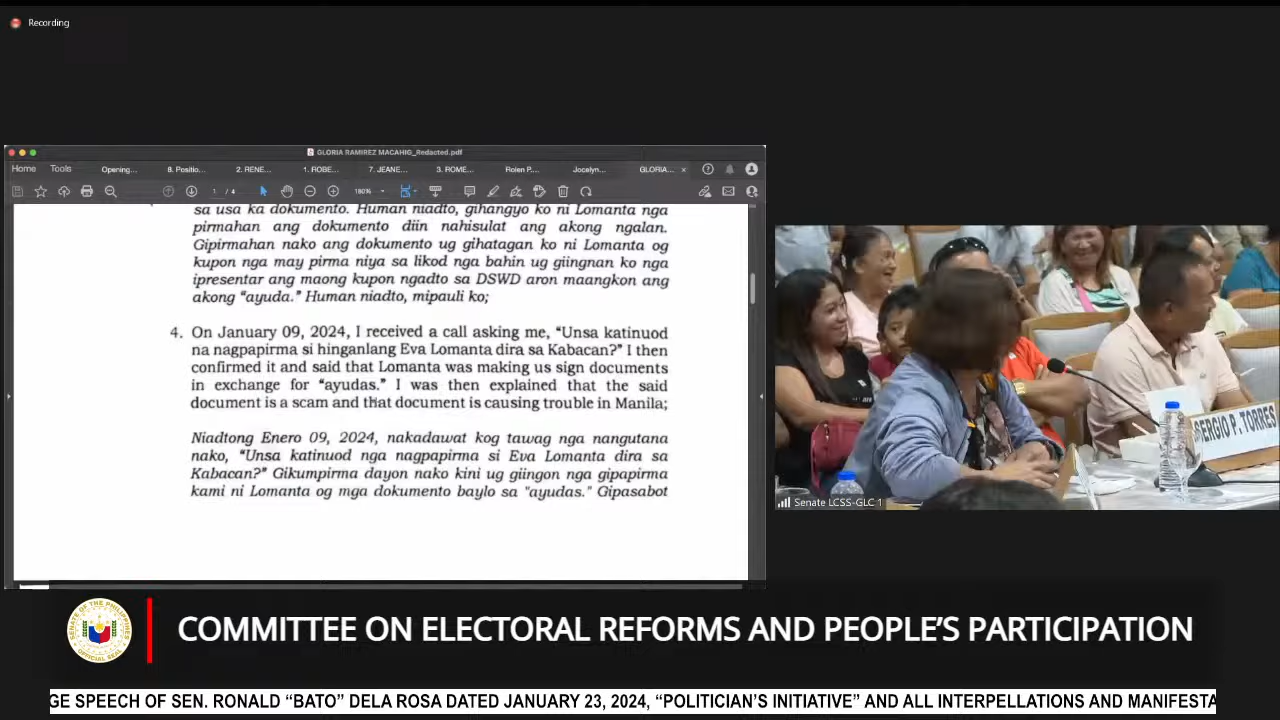 Recording
GLORIA RAMIREZ MACAHIG_Redacted.pdf
Home Tools Opening... 8. Positio... 2. RENE... 1. ROBE... 7. JEANE... 3. ROME... Rolen P.... Jocelyn... GLORIA... ×
1 / 4 180%
sa usa ka dokumento. Human niadto, gihangyo ko ni Lomanta nga
pirmahan ang dokumento diin nahisulat ang akong ngalan.
Gipirmahan nako ang dokumento ug gihatagan ko ni Lomanta og
kupon nga may pirma niya sa likod nga bahin ug giingnan ko nga
ipresentar ang maong kupon ngadto sa DSWD aron maangkon ang
akong “ayuda.” Human niadto, mipauli ko;
4. On January 09, 2024, I received a call asking me, “Unsa katinuod
na nagpapirma si hinganlang Eva Lomanta dira sa Kabacan?” I then
confirmed it and said that Lomanta was making us sign documents
in exchange for “ayudas.” I was then explained that the said
document is a scam and that document is causing trouble in Manila;
Niadtong Enero 09, 2024, nakadawat kog tawag nga nangutana
nako, “Unsa katinuod nga nagpapirma si Eva Lomanta dira sa
Kabacan?” Gikumpirma dayon nako kini ug giingon nga gipapirma
kami ni Lomanta og mga dokumento baylo sa "ayudas." Gipasabot
SERGIO P. TORRES
Senate LCSS-GLC 1
SENATE OF THE PHILIPPINES
OFFICIAL SEAL
COMMITTEE ON ELECTORAL REFORMS AND PEOPLE’S PARTICIPATION
GE SPEECH OF SEN. RONALD “BATO” DELA ROSA DATED JANUARY 23, 2024, “POLITICIAN’S INITIATIVE” AND ALL INTERPELLATIONS AND MANIFESTA